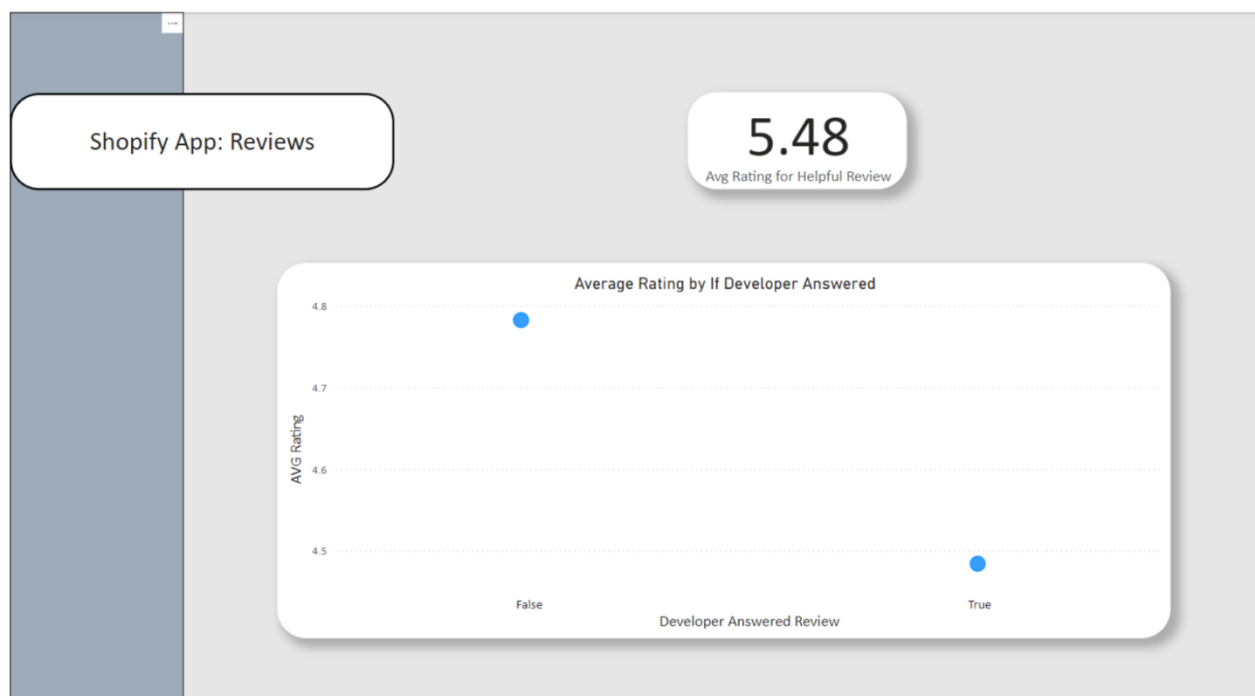 Shopify App: Reviews
5.48
Avg Rating for Helpful Review
Average Rating by If Developer Answered
4.8
4.7
4.6
4.5
AVG Rating
False
True
Developer Answered Review